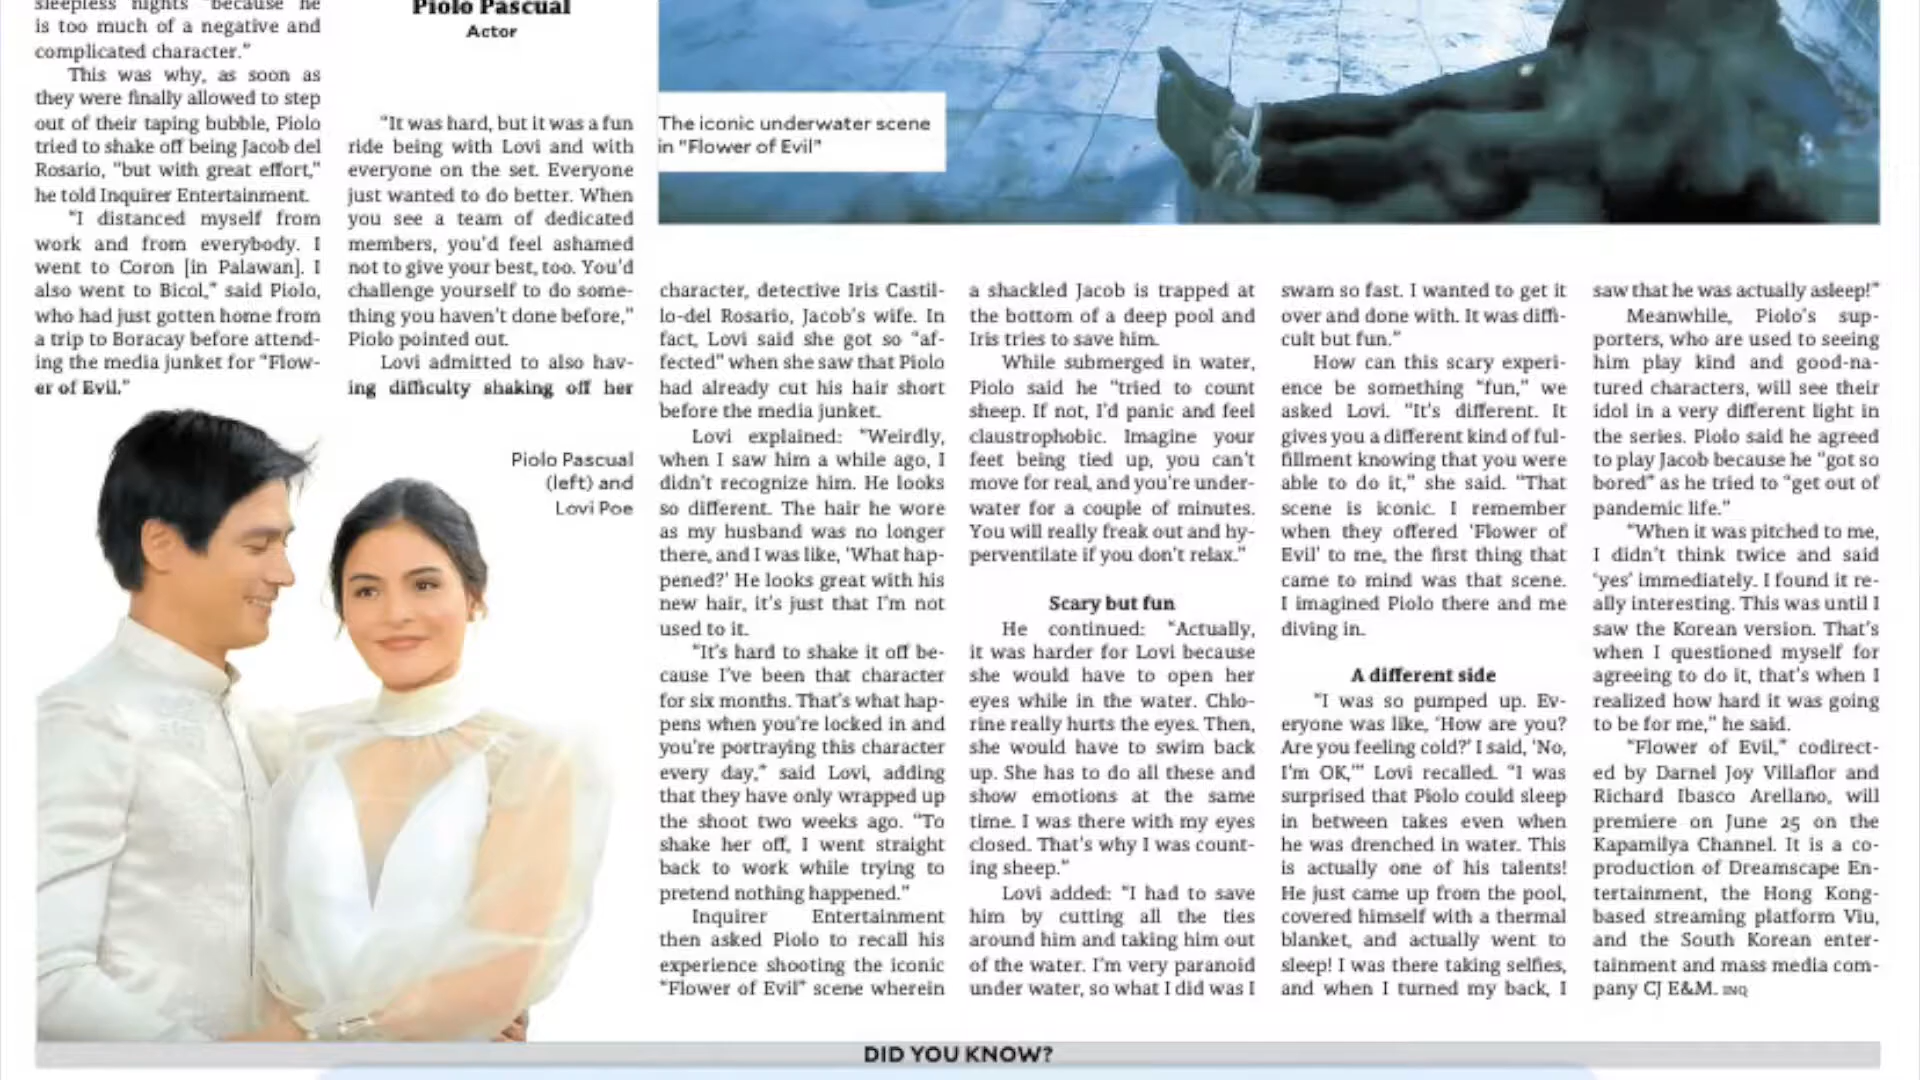 sleepless nights “because he
is too much of a negative and
complicated character.”
This was why, as soon as
they were finally allowed to step
out of their taping bubble, Piolo
tried to shake off being Jacob del
Rosario, “but with great effort,”
he told Inquirer Entertainment.
“I distanced myself from
work and from everybody. I
went to Coron [in Palawan]. I
also went to Bicol,” said Piolo,
who had just gotten home from
a trip to Boracay before attend-
ing the media junket for “Flow-
er of Evil.”
Piolo Pascual
Actor
“It was hard, but it was a fun
ride being with Lovi and with
everyone on the set. Everyone
just wanted to do better. When
you see a team of dedicated
members, you’d feel ashamed
not to give your best, too. You’d
challenge yourself to do some-
thing you haven’t done before,”
Piolo pointed out.
Lovi admitted to also hav-
ing difficulty shaking off her
Piolo Pascual
(left) and
Lovi Poe
The iconic underwater scene
in “Flower of Evil”
character, detective Iris Castil-
lo-del Rosario, Jacob’s wife. In
fact, Lovi said she got so “af-
fected” when she saw that Piolo
had already cut his hair short
before the media junket.
Lovi explained: “Weirdly,
when I saw him a while ago, I
didn’t recognize him. He looks
so different. The hair he wore
as my husband was no longer
there, and I was like, ‘What hap-
pened?’ He looks great with his
new hair, it’s just that I’m not
used to it.
“It’s hard to shake it off be-
cause I’ve been that character
for six months. That’s what hap-
pens when you’re locked in and
you’re portraying this character
every day,” said Lovi, adding
that they have only wrapped up
the shoot two weeks ago. “To
shake her off, I went straight
back to work while trying to
pretend nothing happened.”
Inquirer Entertainment
then asked Piolo to recall his
experience shooting the iconic
“Flower of Evil” scene wherein
a shackled Jacob is trapped at
the bottom of a deep pool and
Iris tries to save him.
While submerged in water,
Piolo said he “tried to count
sheep. If not, I’d panic and feel
claustrophobic. Imagine your
feet being tied up, you can’t
move for real, and you’re under-
water for a couple of minutes.
You will really freak out and hy-
perventilate if you don’t relax.”
Scary but fun
He continued: “Actually,
it was harder for Lovi because
she would have to open her
eyes while in the water. Chlo-
rine really hurts the eyes. Then,
she would have to swim back
up. She has to do all these and
show emotions at the same
time. I was there with my eyes
closed. That’s why I was count-
ing sheep.”
Lovi added: “I had to save
him by cutting all the ties
around him and taking him out
of the water. I’m very paranoid
under water, so what I did was I
swam so fast. I wanted to get it
over and done with. It was diffi-
cult but fun.”
How can this scary experi-
ence be something “fun,” we
asked Lovi. “It’s different. It
gives you a different kind of ful-
fillment knowing that you were
able to do it,” she said. “That
scene is iconic. I remember
when they offered ‘Flower of
Evil’ to me, the first thing that
came to mind was that scene.
I imagined Piolo there and me
diving in.
A different side
“I was so pumped up. Ev-
eryone was like, ‘How are you?
Are you feeling cold?’ I said, ‘No,
I’m OK,’” Lovi recalled. “I was
surprised that Piolo could sleep
in between takes even when
he was drenched in water. This
is actually one of his talents!
He just came up from the pool,
covered himself with a thermal
blanket, and actually went to
sleep! I was there taking selfies,
and when I turned my back, I
saw that he was actually asleep!”
Meanwhile, Piolo’s sup-
porters, who are used to seeing
him play kind and good-na-
tured characters, will see their
idol in a very different light in
the series. Piolo said he agreed
to play Jacob because he “got so
bored” as he tried to “get out of
pandemic life.”
“When it was pitched to me,
I didn’t think twice and said
‘yes’ immediately. I found it re-
ally interesting. This was until I
saw the Korean version. That’s
when I questioned myself for
agreeing to do it, that’s when I
realized how hard it was going
to be for me,” he said.
“Flower of Evil,” codirect-
ed by Darnel Joy Villaflor and
Richard Ibasco Arellano, will
premiere on June 25 on the
Kapamilya Channel. It is a co-
production of Dreamscape En-
tertainment, the Hong Kong-
based streaming platform Viu,
and the South Korean enter-
tainment and mass media com-
pany CJ E&M. INQ
DID YOU KNOW?